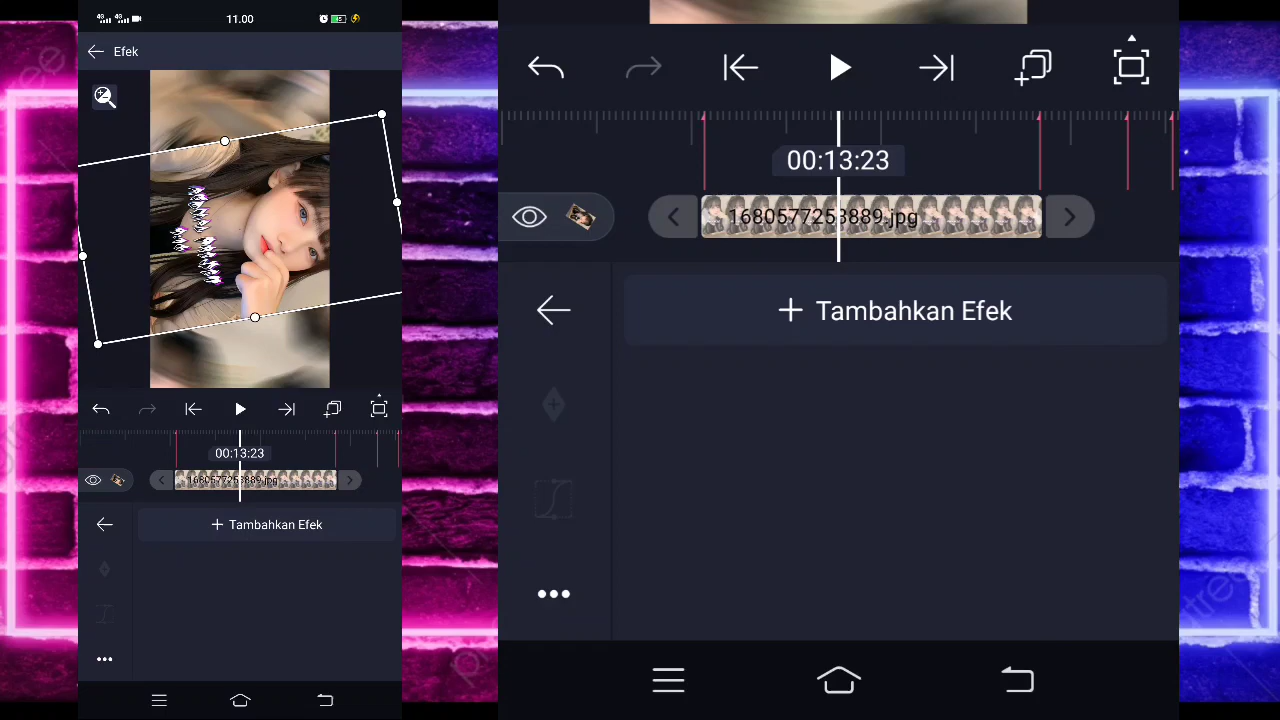 11.00
Efek
00:13:23
1680577253889.jpg
+ Tambahkan Efek
00:13:23
1680577253889.jpg
+ Tambahkan Efek